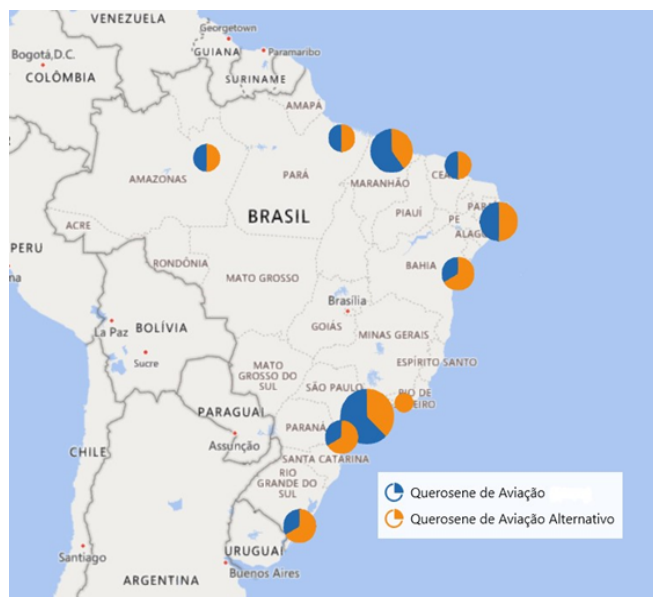 VENEZUELA
Georgetown
Bogotá,D.C.
GUIANA
Paramaribo
COLÔMBIA
SURINAME
AMAPÁ
AMAZONAS
PARÁ
MARANHÃO
CEA
BRASIL
PIAUÍ
PE
ALAGO
ACRE
PERU
RONDÔNIA
MATO GROSSO
BAHIA
Brasília
La Paz
BOLÍVIA
GOIÁS
MINAS GERAIS
Sucre
ESPÍRITO SANTO
MATO
GROSSO DO
SUL
SÃO PAULO
RIO DE
PARAGUAI
PARANÁ
CHILE
Assunção
SANTA CATARINA
RIO
GRANDE DO
SUL
Querosene de Aviação
Querosene de Aviação Alternativo
Santiago
URUGUAI
Buenos Aires
ARGENTINA